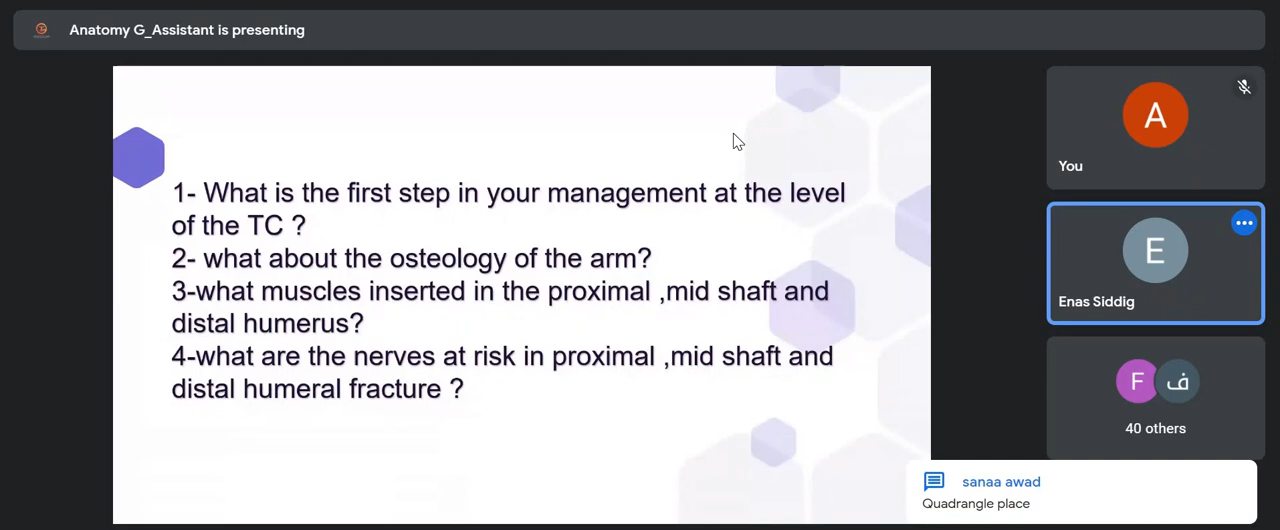 Anatomy G_Assistant is presenting
1- What is the first step in your management at the level
of the TC ?
2- what about the osteology of the arm?
3-what muscles inserted in the proximal ,mid shaft and
distal humerus?
4-what are the nerves at risk in proximal ,mid shaft and
distal humeral fracture ?
A
You
E
Enas Siddig
F ف
40 others
sanaa awad
Quadrangle place